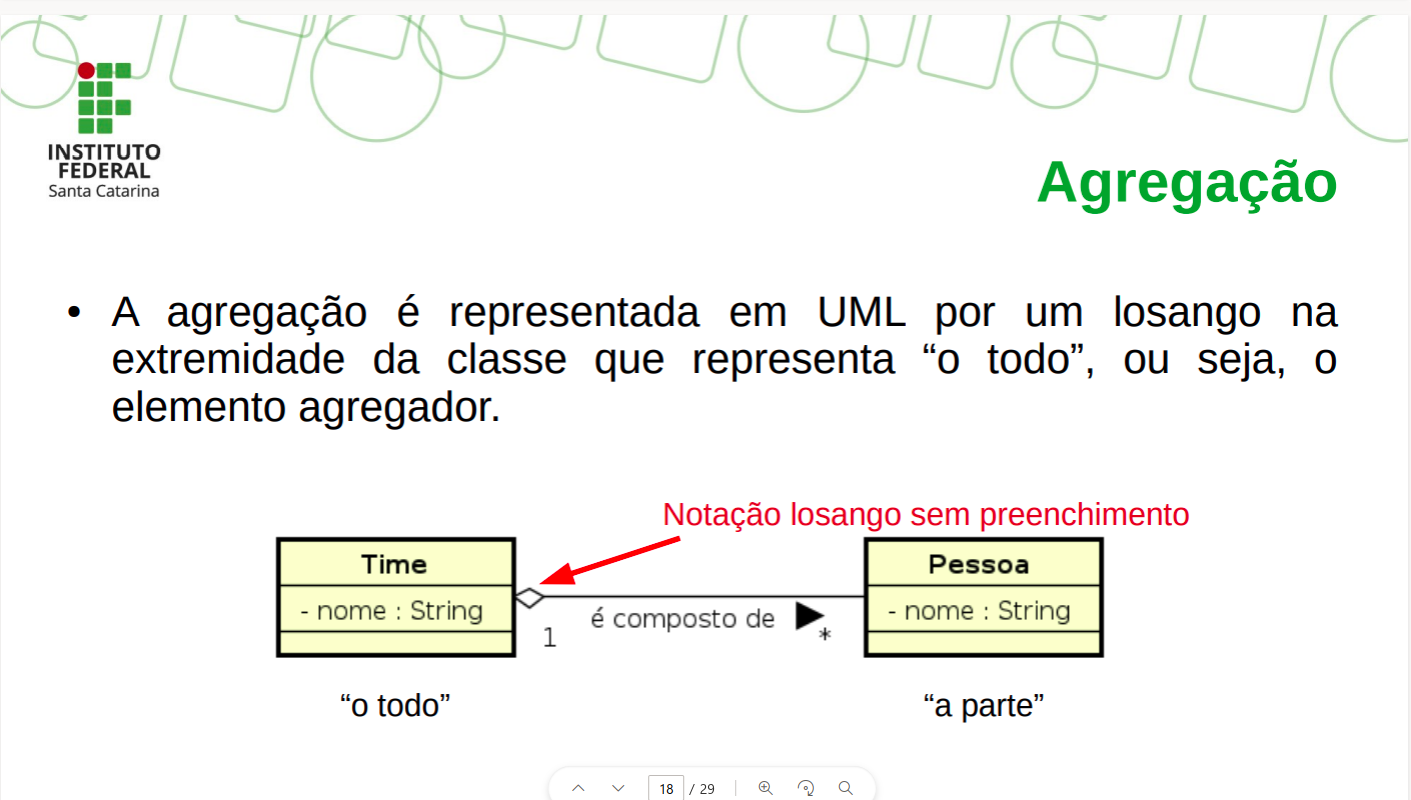 INSTITUTO
FEDERAL
Santa Catarina
Agregação
• A agregação é representada em UML por um losango na
extremidade da classe que representa “o todo”, ou seja, o
elemento agregador.
Notação losango sem preenchimento
Time
- nome : String
1
é composto de
*
Pessoa
- nome : String
“o todo”
“a parte”
18 / 29